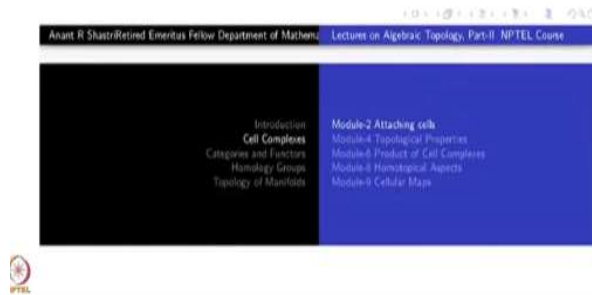 Anant R ShastriRetired Emeritus Fellow Department of Mathema
Lectures on Algebraic Topology, Part-II NPTEL Course
Introduction
Cell Complexes
Categories and Functors
Homology Groups
Topology of Manifolds
Module-2 Attaching cells
Module-4 Topological Properties
Module-6 Product of Cell Complexes
Module-8 Homotopical Aspects
Module-9 Cellular Maps
NPTEL